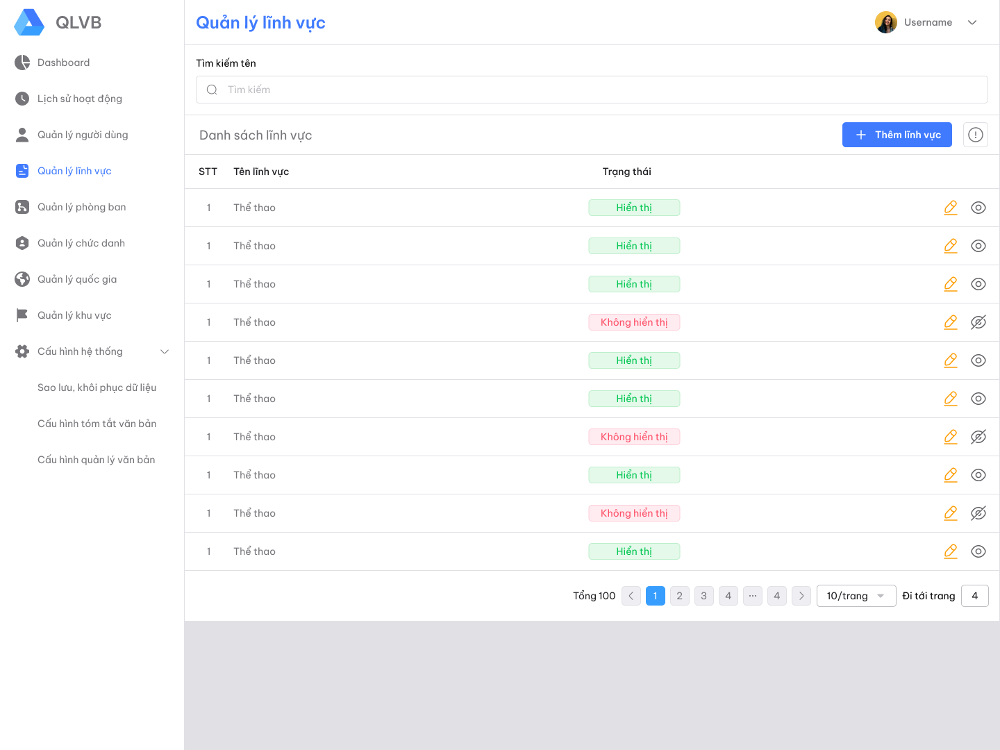 QLVB
Dashboard
Lịch sử hoạt động
Quản lý người dùng
Quản lý lĩnh vực
Quản lý phòng ban
Quản lý chức danh
Quản lý quốc gia
Quản lý khu vực
Cấu hình hệ thống
Sao lưu, khôi phục dữ liệu
Cấu hình tóm tắt văn bản
Cấu hình quản lý văn bản
Quản lý lĩnh vực
Username
Tìm kiếm tên
Tìm kiếm
Danh sách lĩnh vực
Thêm lĩnh vực
STT Tên lĩnh vực Trạng thái
1 Thể thao Hiển thị
1 Thể thao Hiển thị
1 Thể thao Hiển thị
1 Thể thao Không hiển thị
1 Thể thao Hiển thị
1 Thể thao Hiển thị
1 Thể thao Không hiển thị
1 Thể thao Hiển thị
1 Thể thao Không hiển thị
1 Thể thao Hiển thị
Tổng 100 1 2 3 4 ... 4 10/trang Đi tới trang 4